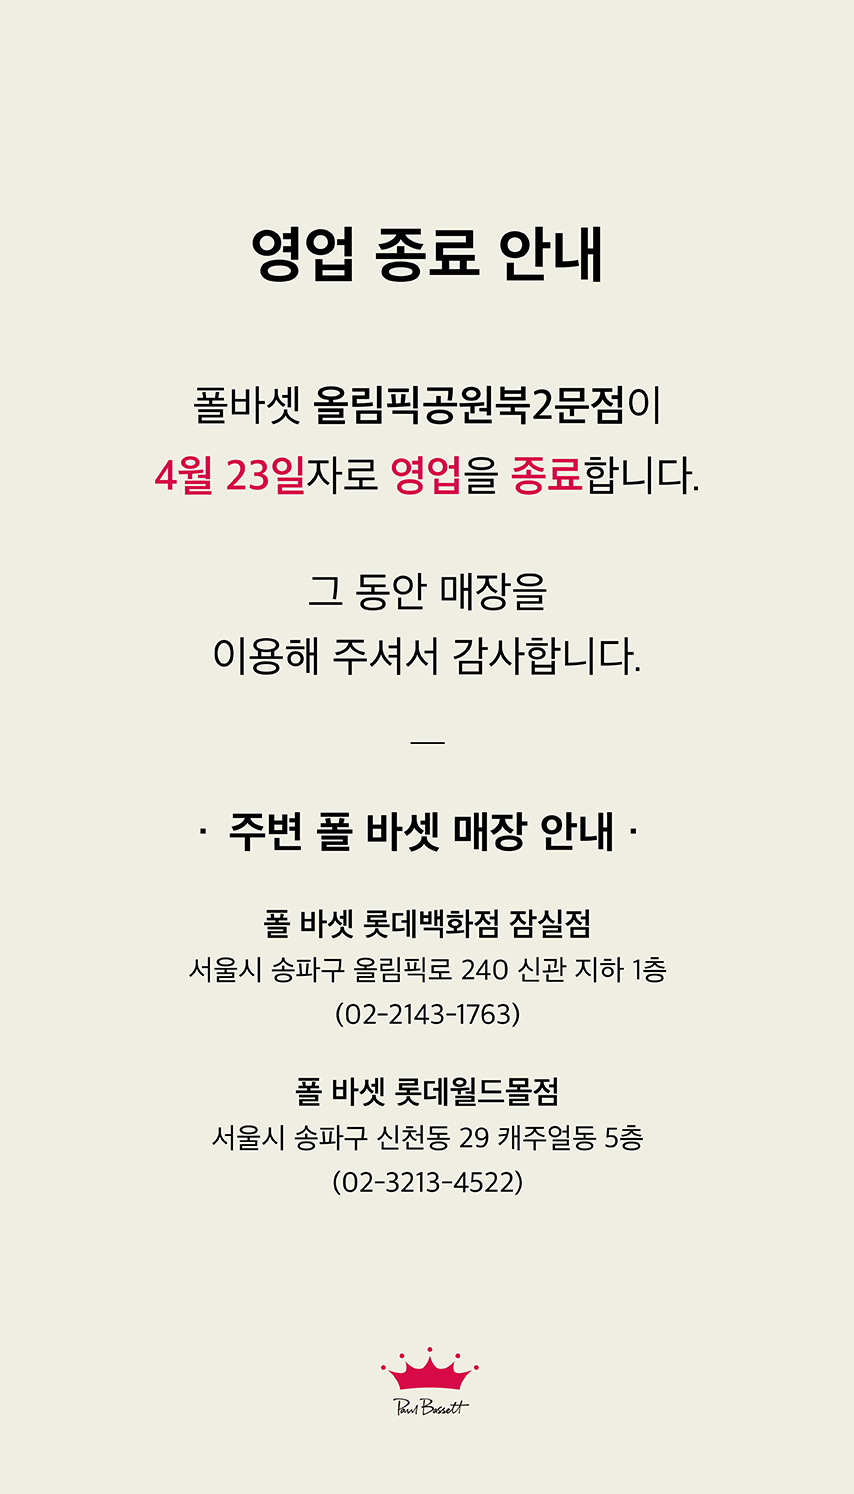 영업 종료 안내
폴바셋 올림픽공원북2문점이
4월 23일자로 영업을 종료합니다.
그 동안 매장을
이용해 주셔서 감사합니다.
—
· 주변 폴 바셋 매장 안내 ·
폴 바셋 롯데백화점 잠실점
서울시 송파구 올림픽로 240 신관 지하 1층
(02-2143-1763)
폴 바셋 롯데월드몰점
서울시 송파구 신천동 29 캐주얼동 5층
(02-3213-4522)
Paul Bassett